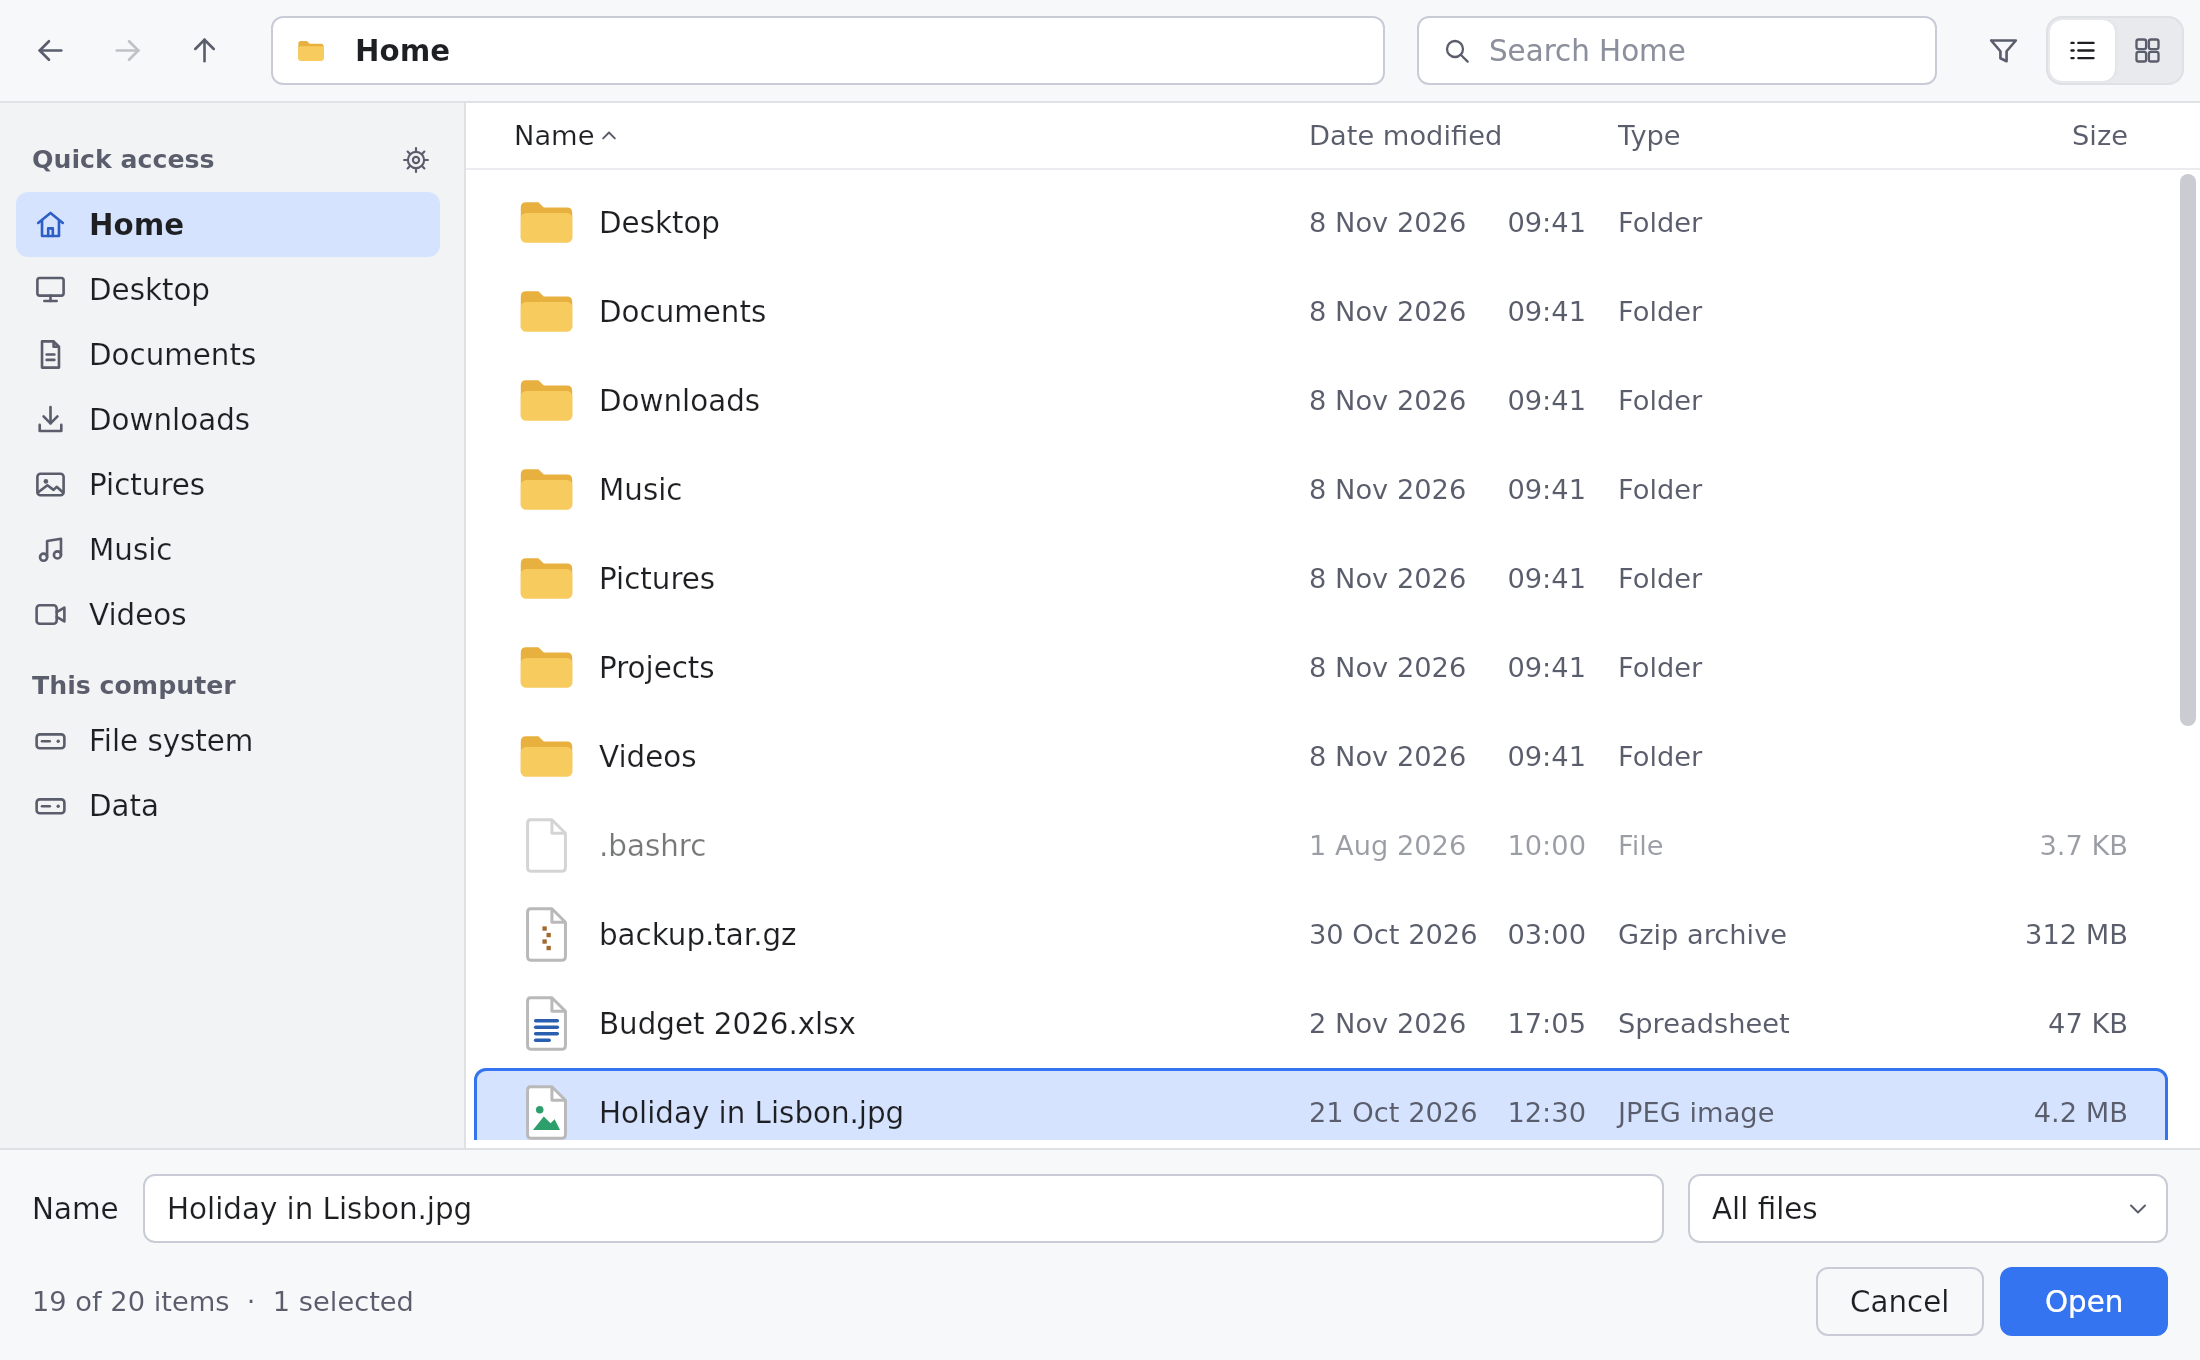 Home
Search Home
Quick access
Home
Desktop
Documents
Downloads
Pictures
Music
Videos
This computer
File system
Data
Name Date modified Type Size
Desktop 8 Nov 2026 09:41 Folder
Documents 8 Nov 2026 09:41 Folder
Downloads 8 Nov 2026 09:41 Folder
Music 8 Nov 2026 09:41 Folder
Pictures 8 Nov 2026 09:41 Folder
Projects 8 Nov 2026 09:41 Folder
Videos 8 Nov 2026 09:41 Folder
.bashrc 1 Aug 2026 10:00 File 3.7 KB
backup.tar.gz 30 Oct 2026 03:00 Gzip archive 312 MB
Budget 2026.xlsx 2 Nov 2026 17:05 Spreadsheet 47 KB
Holiday in Lisbon.jpg 21 Oct 2026 12:30 JPEG image 4.2 MB
Name Holiday in Lisbon.jpg All files
19 of 20 items · 1 selected
Cancel Open